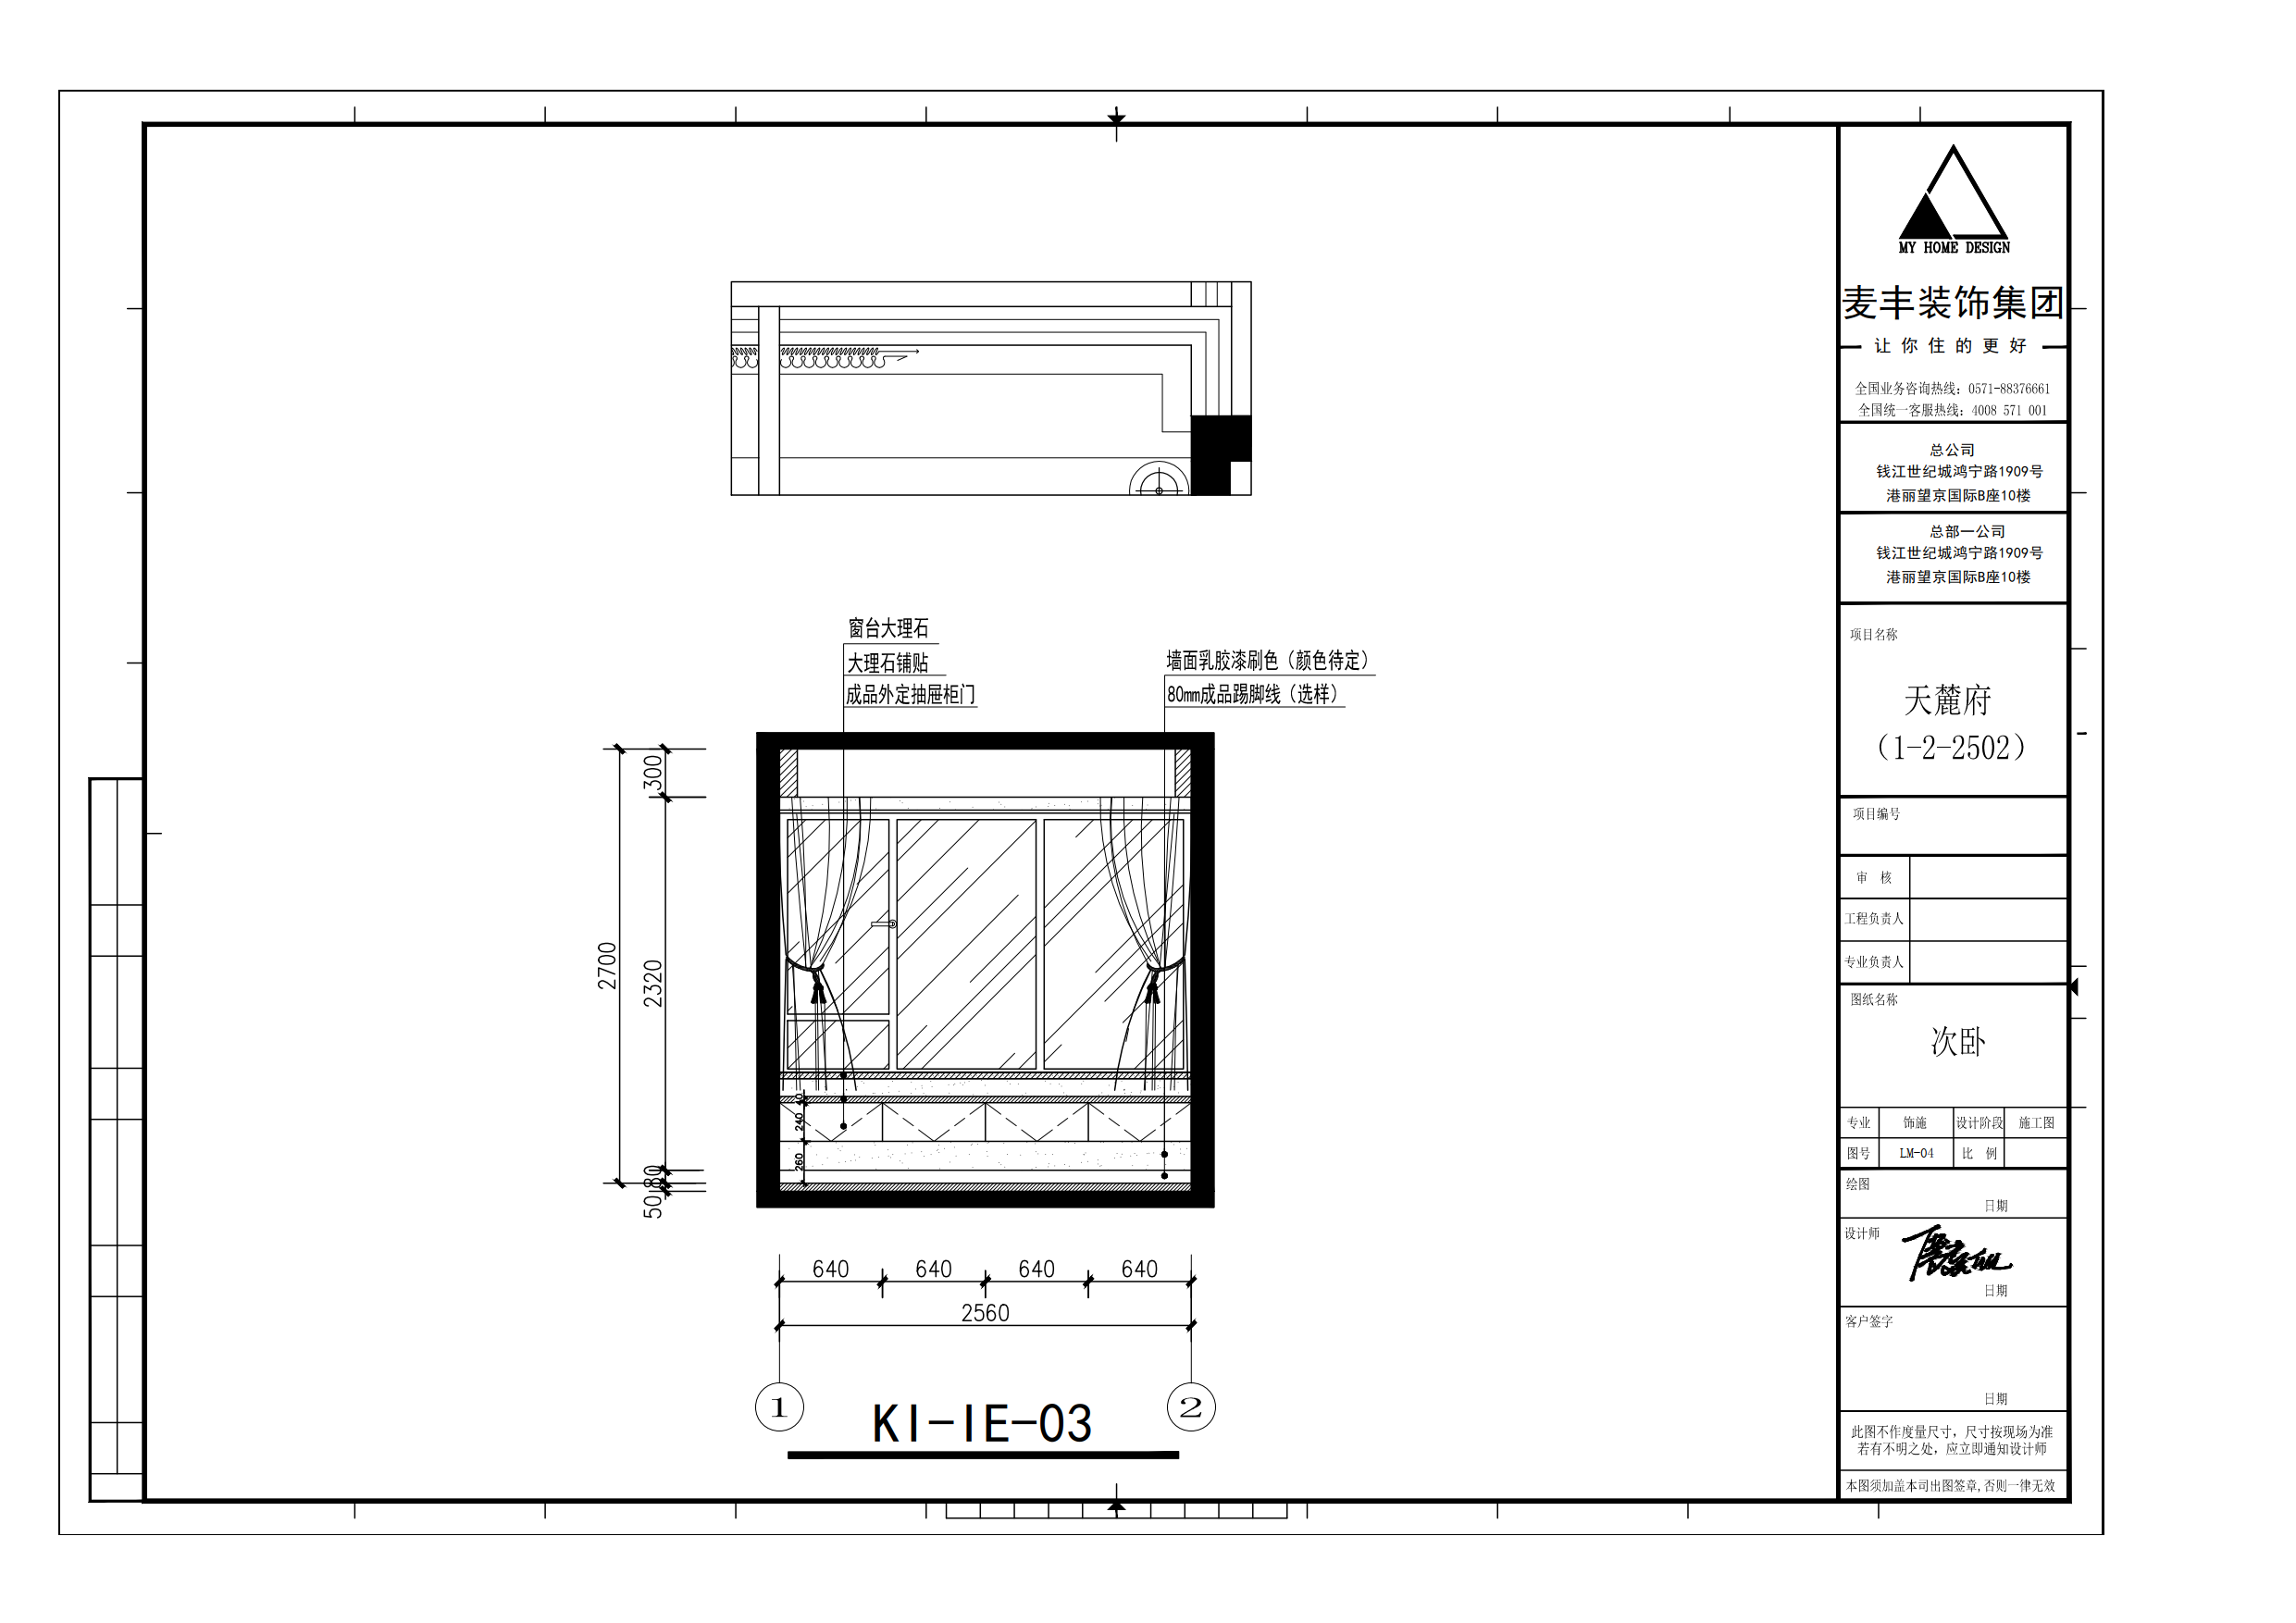 窗台大理石
大理石铺贴
成品外定抽屉柜门
墙面乳胶漆刷色（颜色待定）
80mm成品踢脚线（选样）
300
2700
2320
80
50
40
240
260
640 640 640 640
2560
1 2
KI-IE-03
MY HOME DESIGN
麦丰装饰集团
让你住的更好
全国业务咨询热线：0571-88376661
全国统一客服热线：4008 571 001
总公司
钱江世纪城鸿宁路1909号
港丽望京国际B座10楼
总部一公司
钱江世纪城鸿宁路1909号
港丽望京国际B座10楼
项目名称
天麓府
（1-2-2502）
项目编号
审 核
工程负责人
专业负责人
图纸名称
次卧
专业 饰施 设计阶段 施工图
图号 LM-04 比 例
绘图
日期
设计师
日期
客户签字
日期
此图不作度量尺寸，尺寸按现场为准
若有不明之处，应立即通知设计师
本图须加盖本司出图签章,否则一律无效